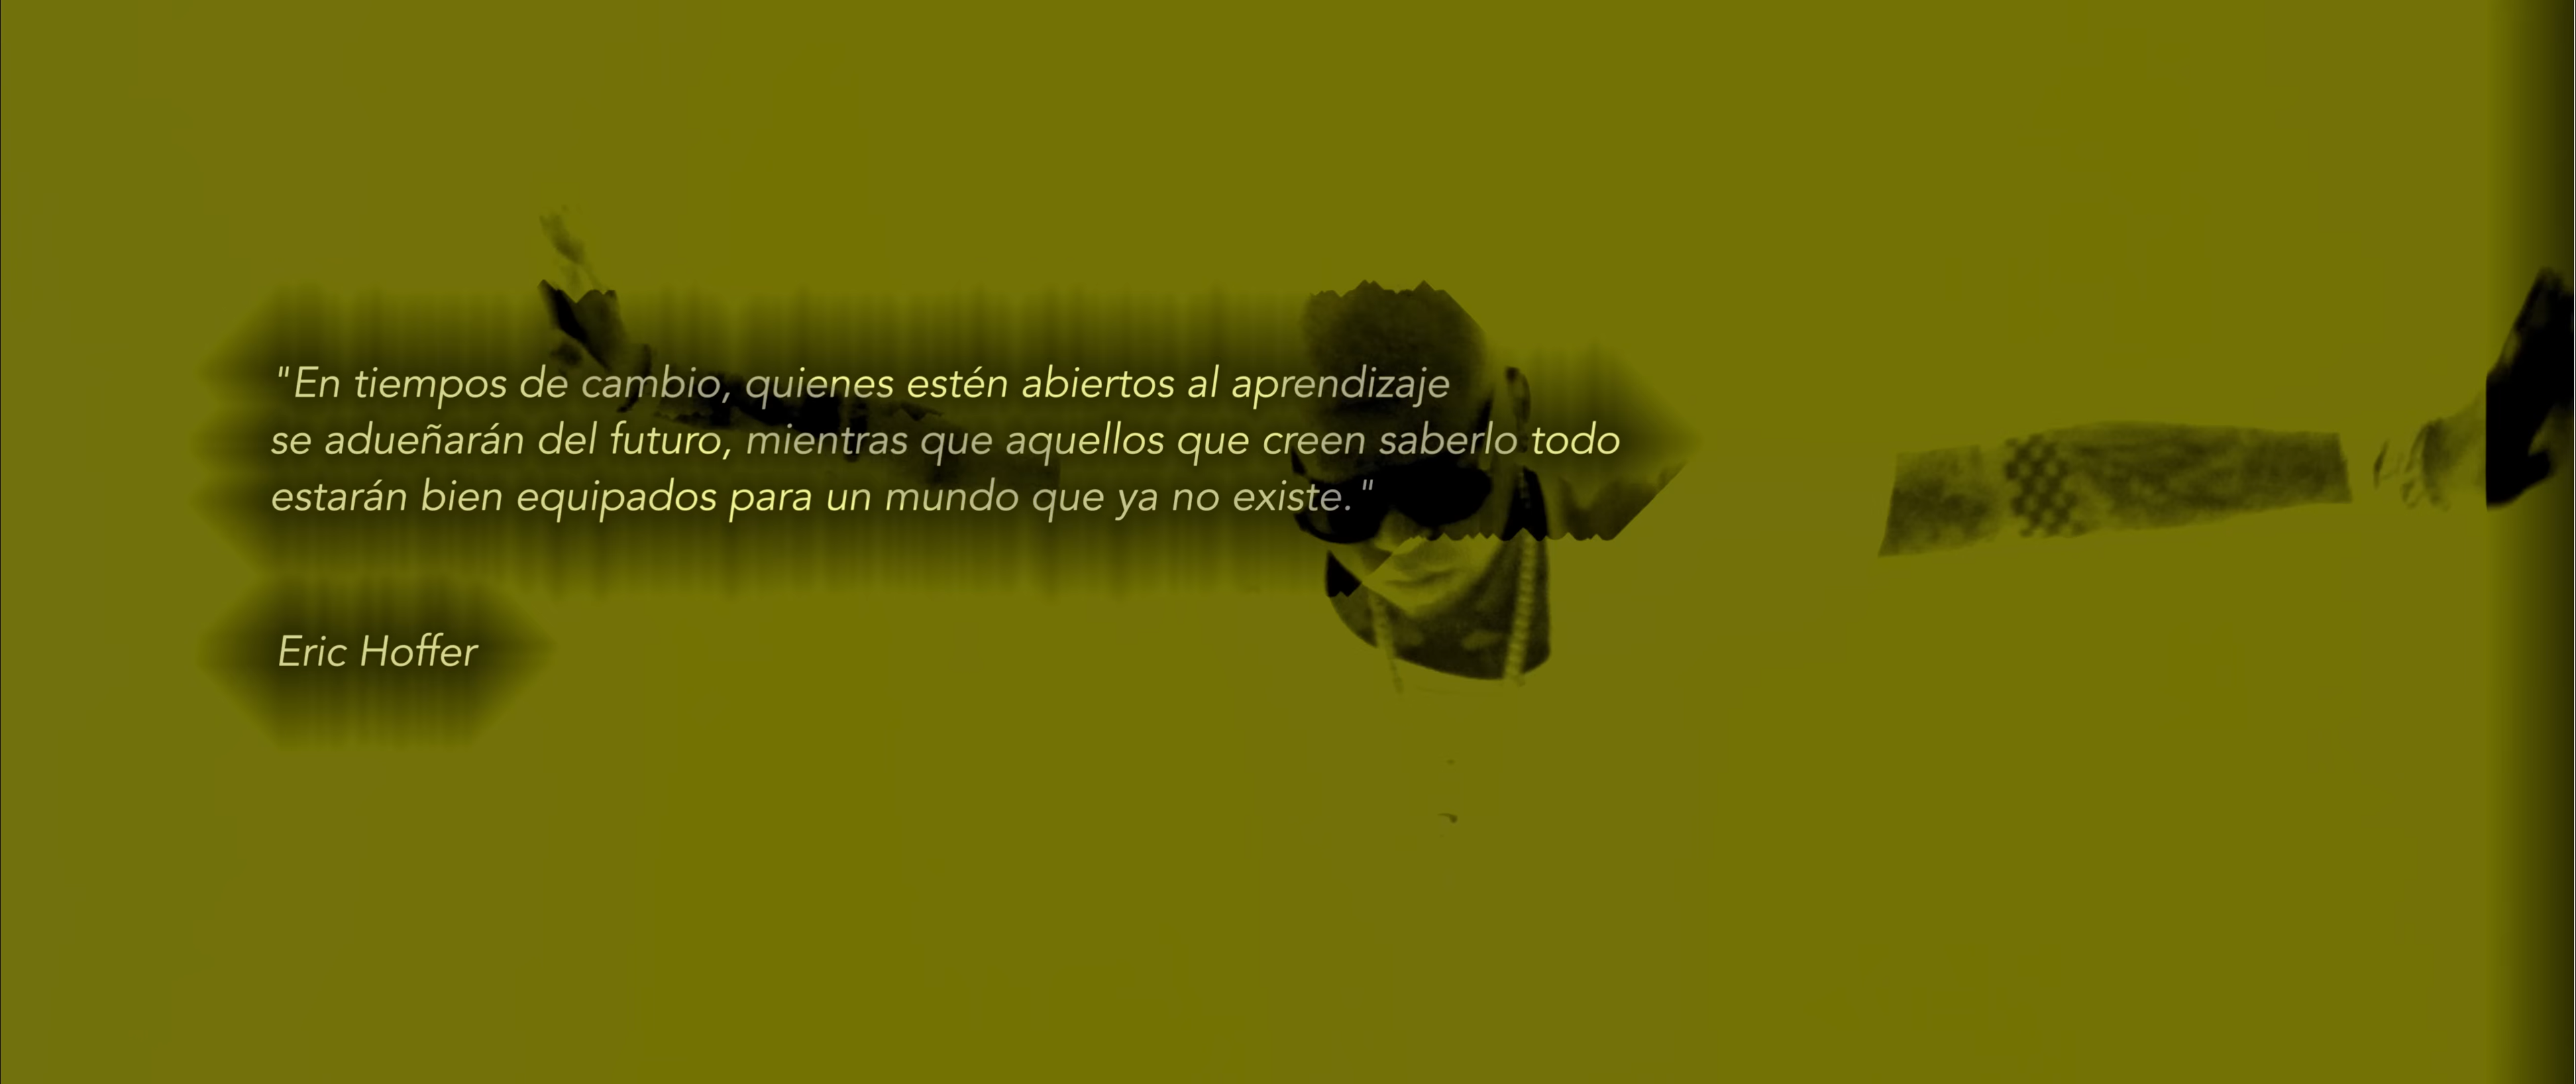 "En tiempos de cambio, quienes estén abiertos al aprendizaje
se adueñarán del futuro, mientras que aquellos que creen saberlo todo
estarán bien equipados para un mundo que ya no existe."
Eric Hoffer